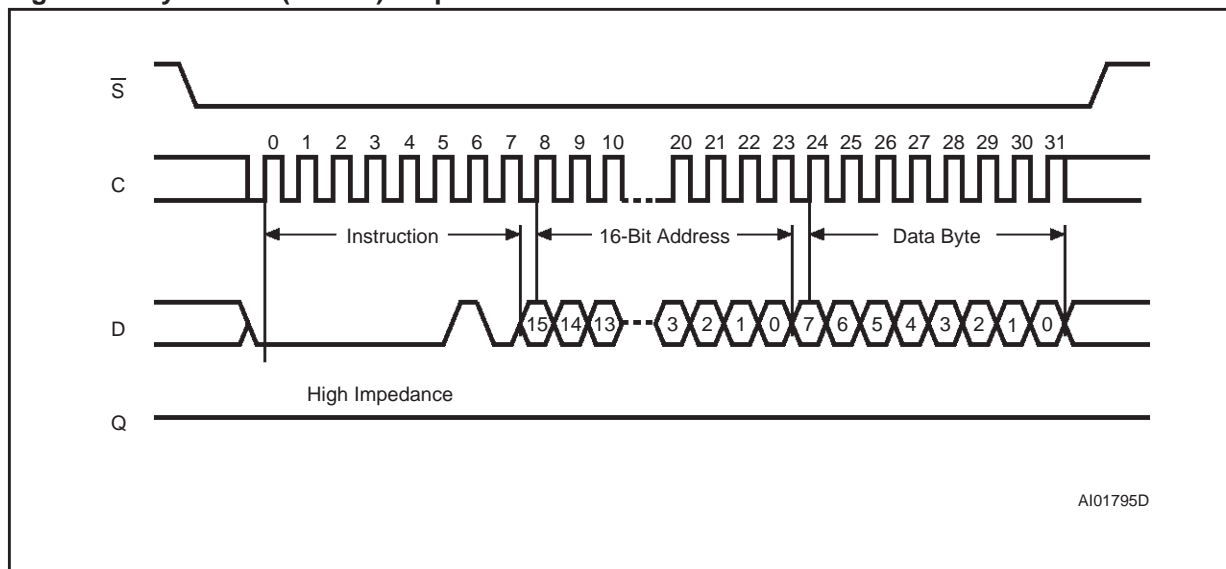 S
0 1 2 3 4 5 6 7 8 9 10 20 21 22 23 24 25 26 27 28 29 30 31
C
Instruction 16-Bit Address Data Byte
D 15 14 13 3 2 1 0 7 6 5 4 3 2 1 0
High Impedance
Q
AI01795D